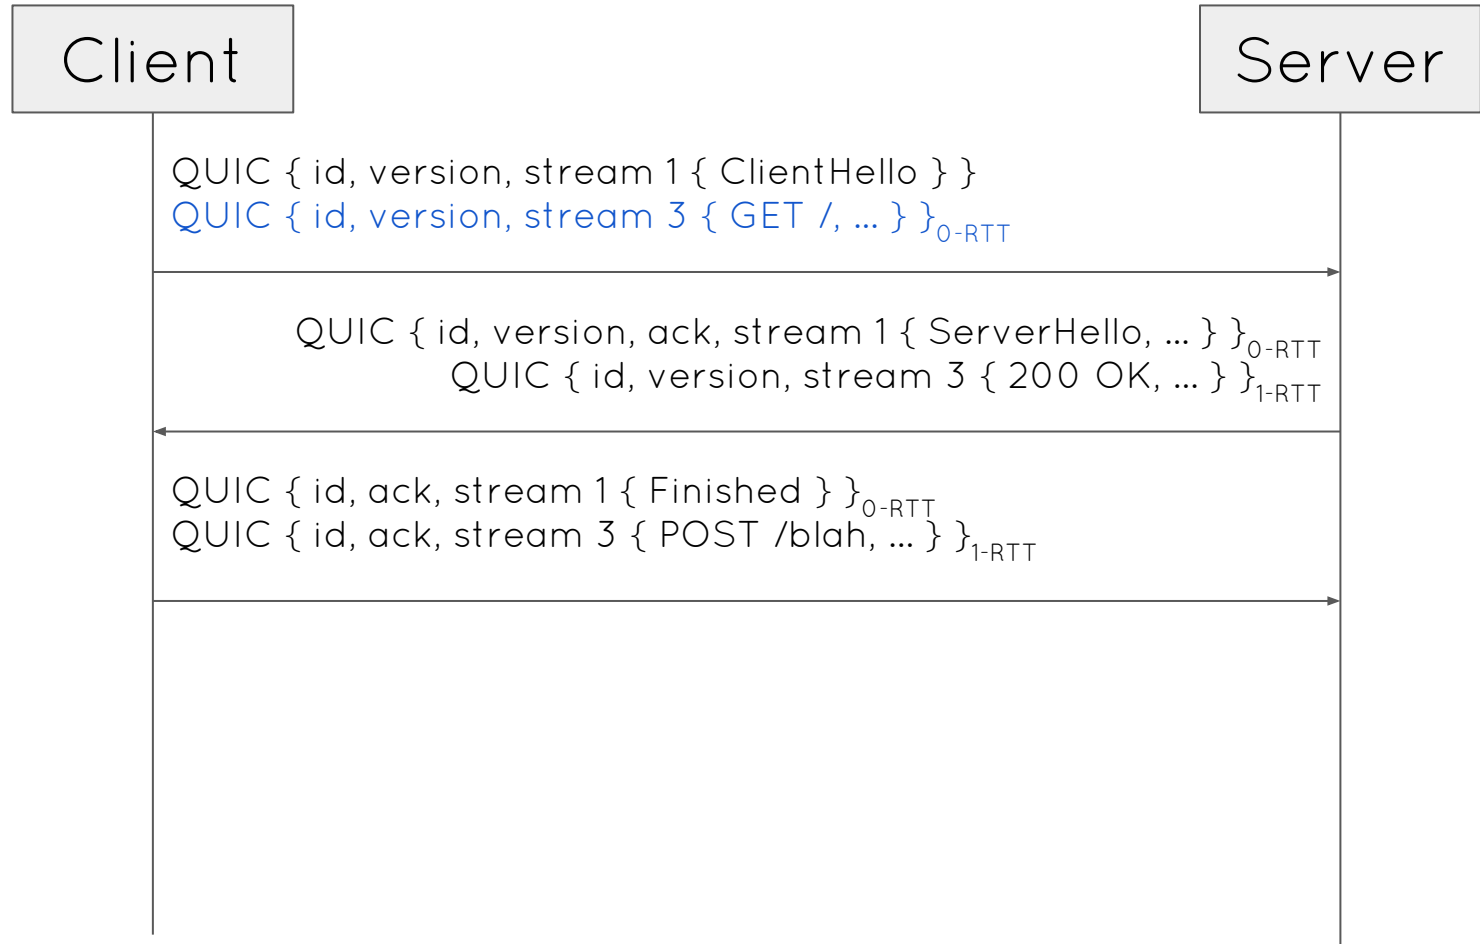 Client
Server
QUIC { id, version, stream 1 { ClientHello } }
QUIC { id, version, stream 3 { GET /, ... } }0-RTT
QUIC { id, version, ack, stream 1 { ServerHello, ... } }0-RTT
QUIC { id, version, stream 3 { 200 OK, ... } }1-RTT
QUIC { id, ack, stream 1 { Finished } }0-RTT
QUIC { id, ack, stream 3 { POST /blah, ... } }1-RTT